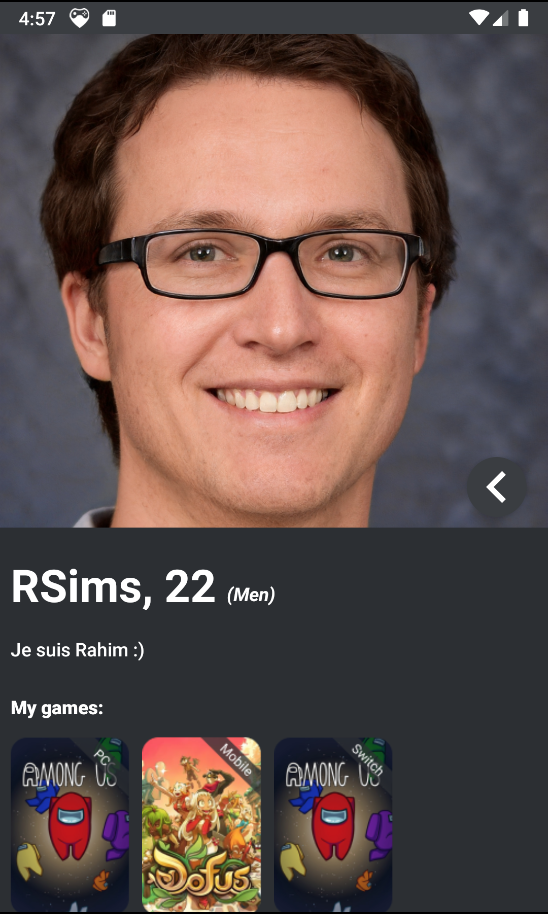 4:57
RSims, 22 (Men)
Je suis Rahim :)
My games:
PC
AMONG US
Mobile
DOFUS
Switch
AMONG US